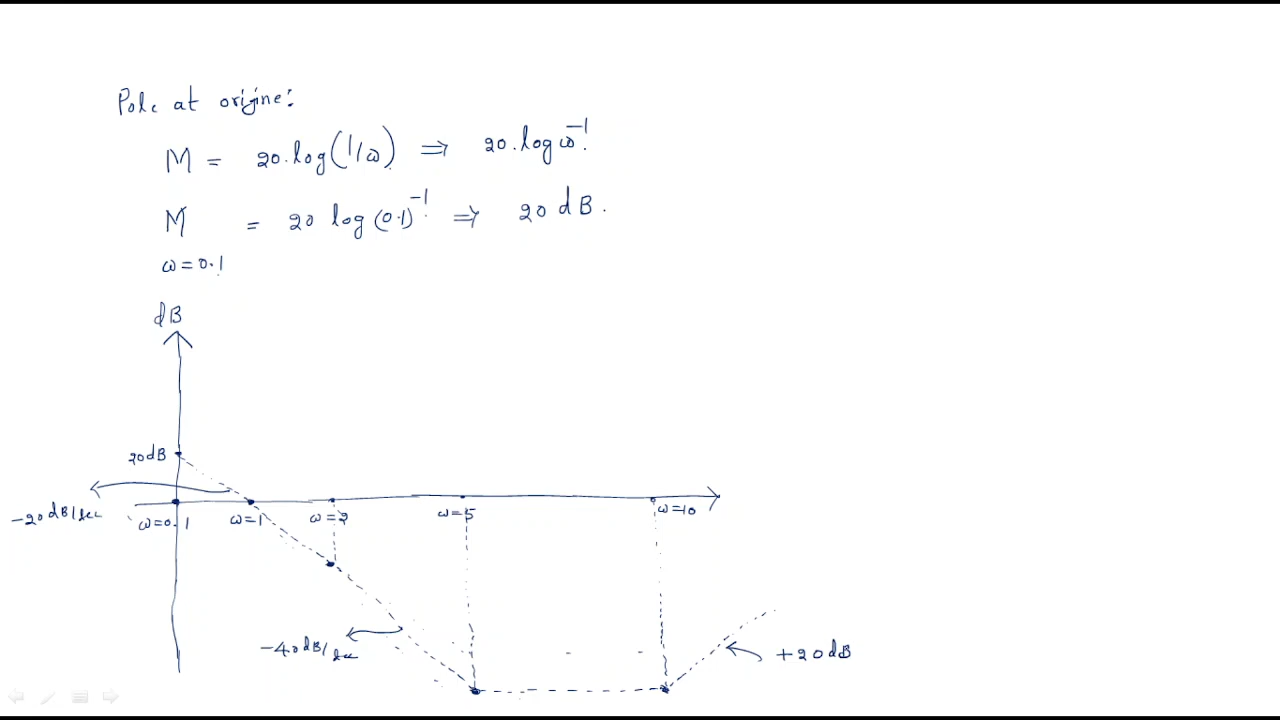 Pole at origine:
M = 20.log(1/ω) ⇒ 20.log ω⁻¹.
M = 20 log (0.1)⁻¹ ⇒ 20 dB.
ω=0.1
dB
20dB
-20dB/dec
ω=0.1 ω=1 ω=2 ω=5 ω=10
-40dB/dec
+20dB